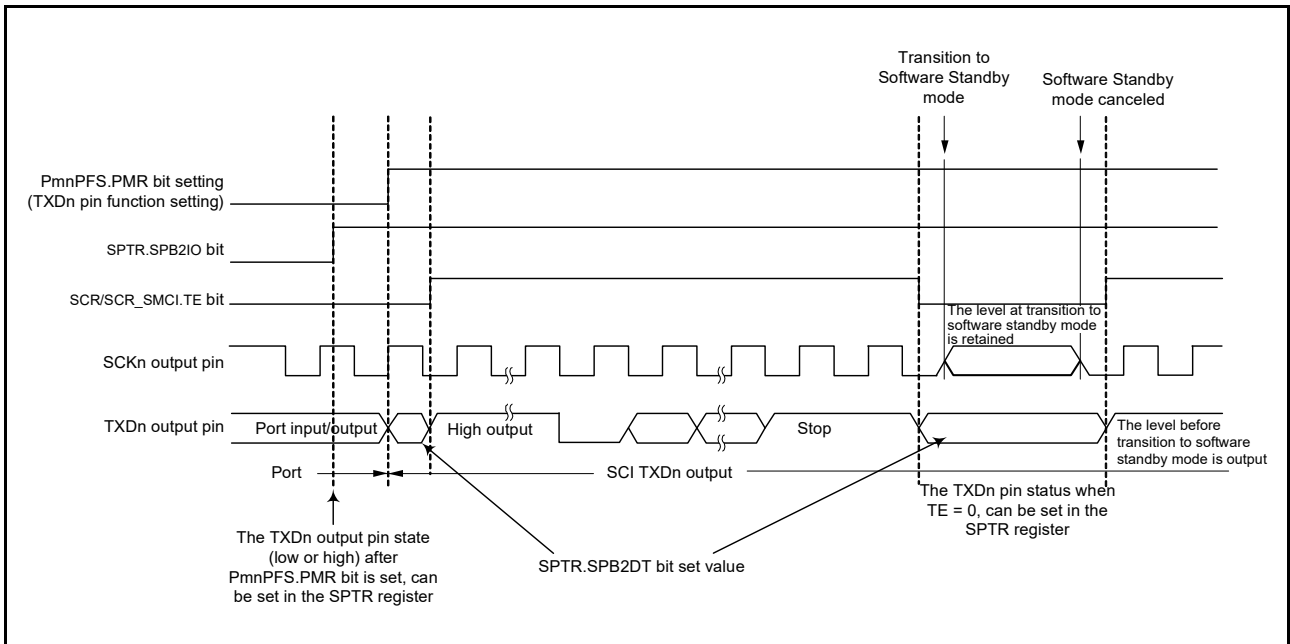 Transition to
Software Standby
mode
Software Standby
mode canceled
PmnPFS.PMR bit setting
(TXDn pin function setting)
SPTR.SPB2IO bit
SCR/SCR_SMCI.TE bit
The level at transition to
software standby mode
is retained
SCKn output pin
TXDn output pin
Port input/output
High output
Stop
The level before
transition to software
standby mode is output
Port
SCI TXDn output
The TXDn pin status when
TE = 0, can be set in the
SPTR register
The TXDn output pin state
(low or high) after
PmnPFS.PMR bit is set, can
be set in the SPTR register
SPTR.SPB2DT bit set value